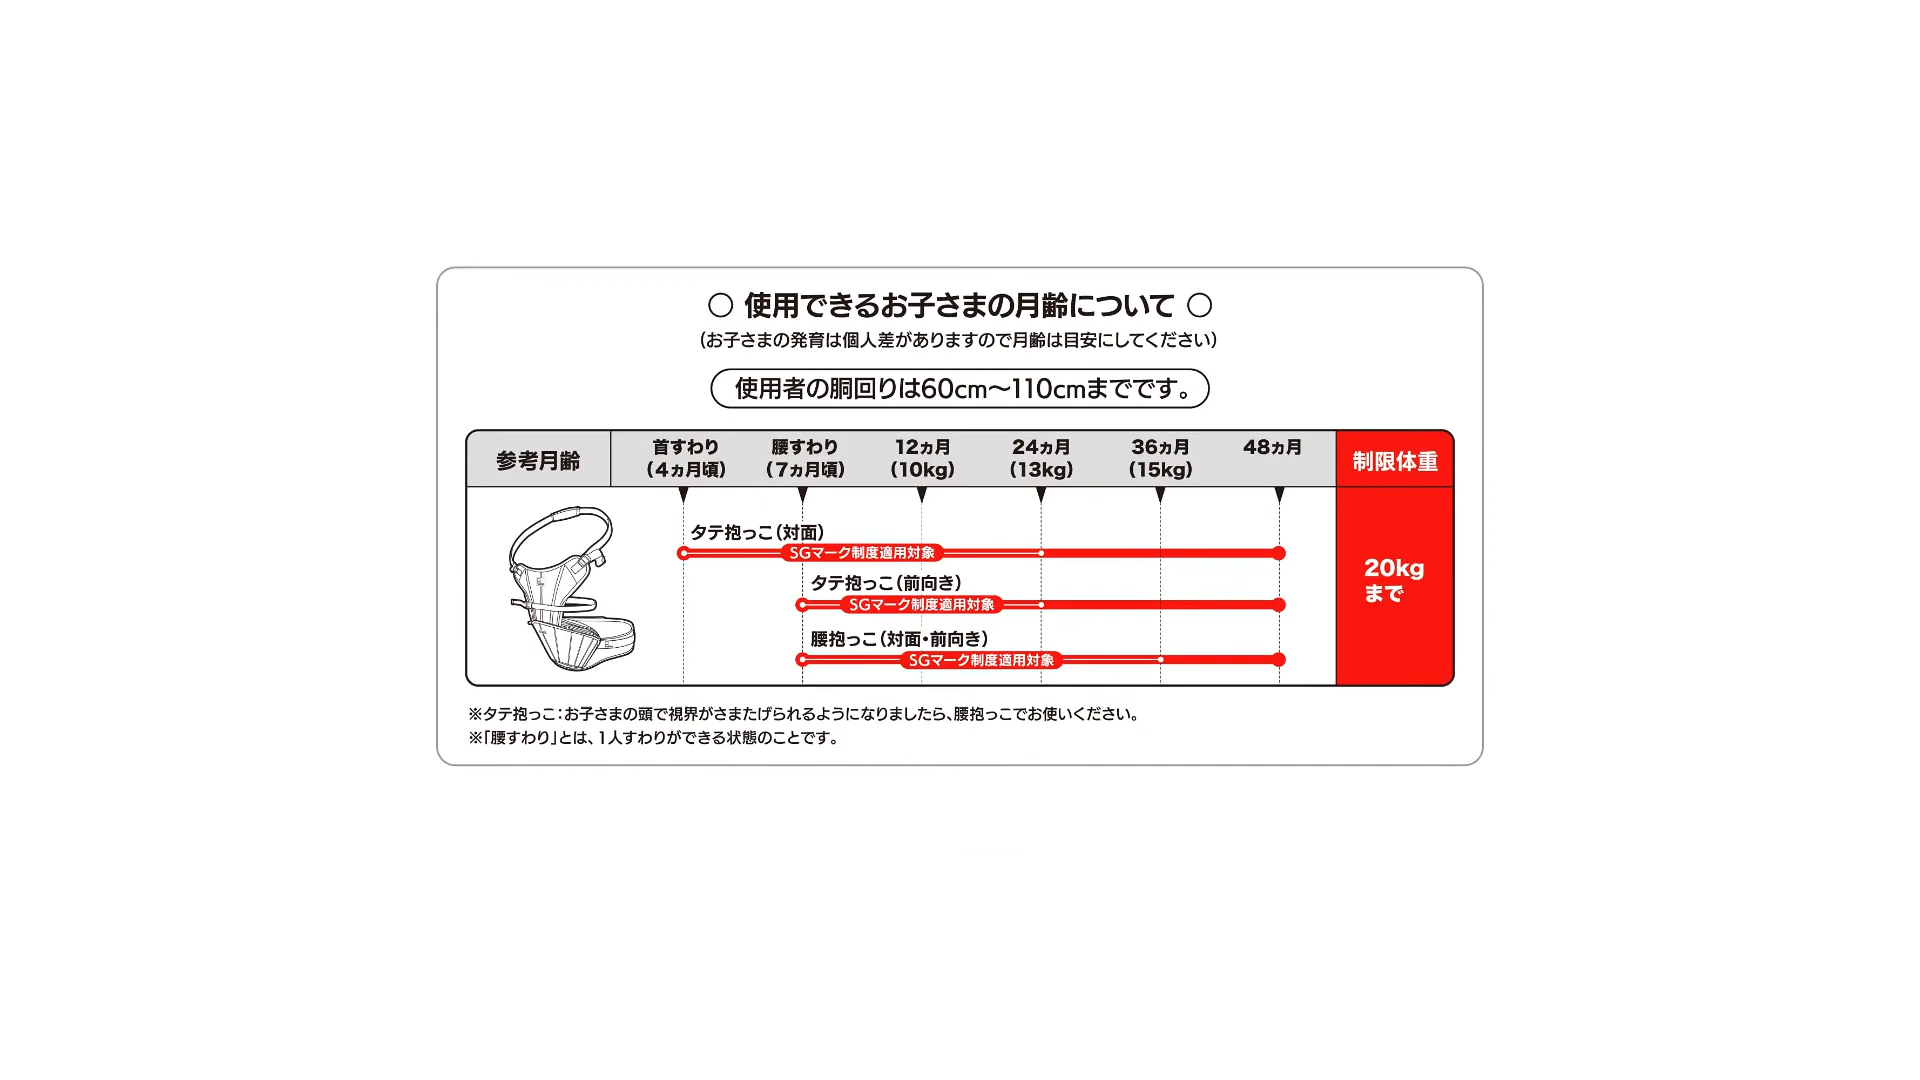 ○ 使用できるお子さまの月齢について ○
(お子さまの発育は個人差がありますので月齢は目安にしてください)
使用者の胴回りは60cm〜110cmまでです。
参考月齢
首すわり
(4ヵ月頃)
腰すわり
(7ヵ月頃)
12ヵ月
(10kg)
24ヵ月
(13kg)
36ヵ月
(15kg)
48ヵ月
制限体重
タテ抱っこ(対面)
SGマーク制度適用対象
タテ抱っこ(前向き)
SGマーク制度適用対象
腰抱っこ(対面・前向き)
SGマーク制度適用対象
20kg
まで
※タテ抱っこ:お子さまの頭で視界がさまたげられるようになりましたら、腰抱っこでお使いください。
※「腰すわり」とは、1人すわりができる状態のことです。